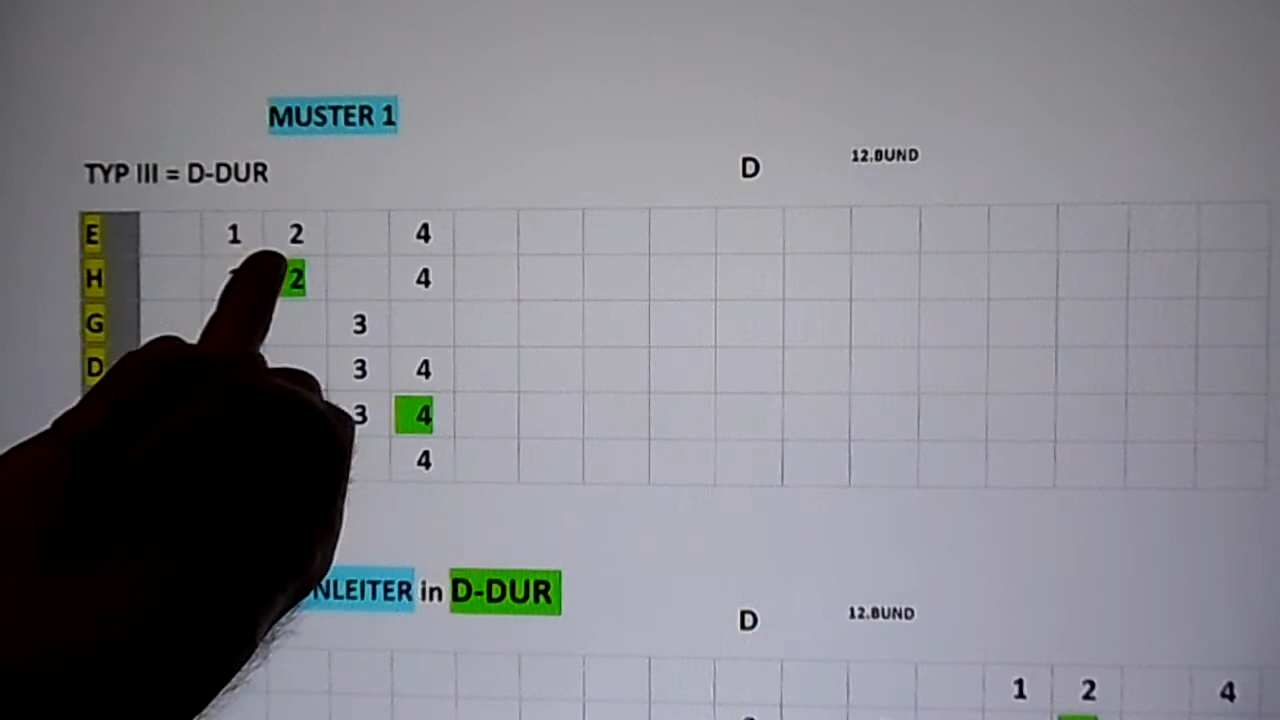 MUSTER 1
TYP III = D-DUR D 12.BUND
E 1 2 4
H 2 4
G 3
D 3 4
3 4
4
NLEITER in D-DUR D 12.BUND
1 2 4